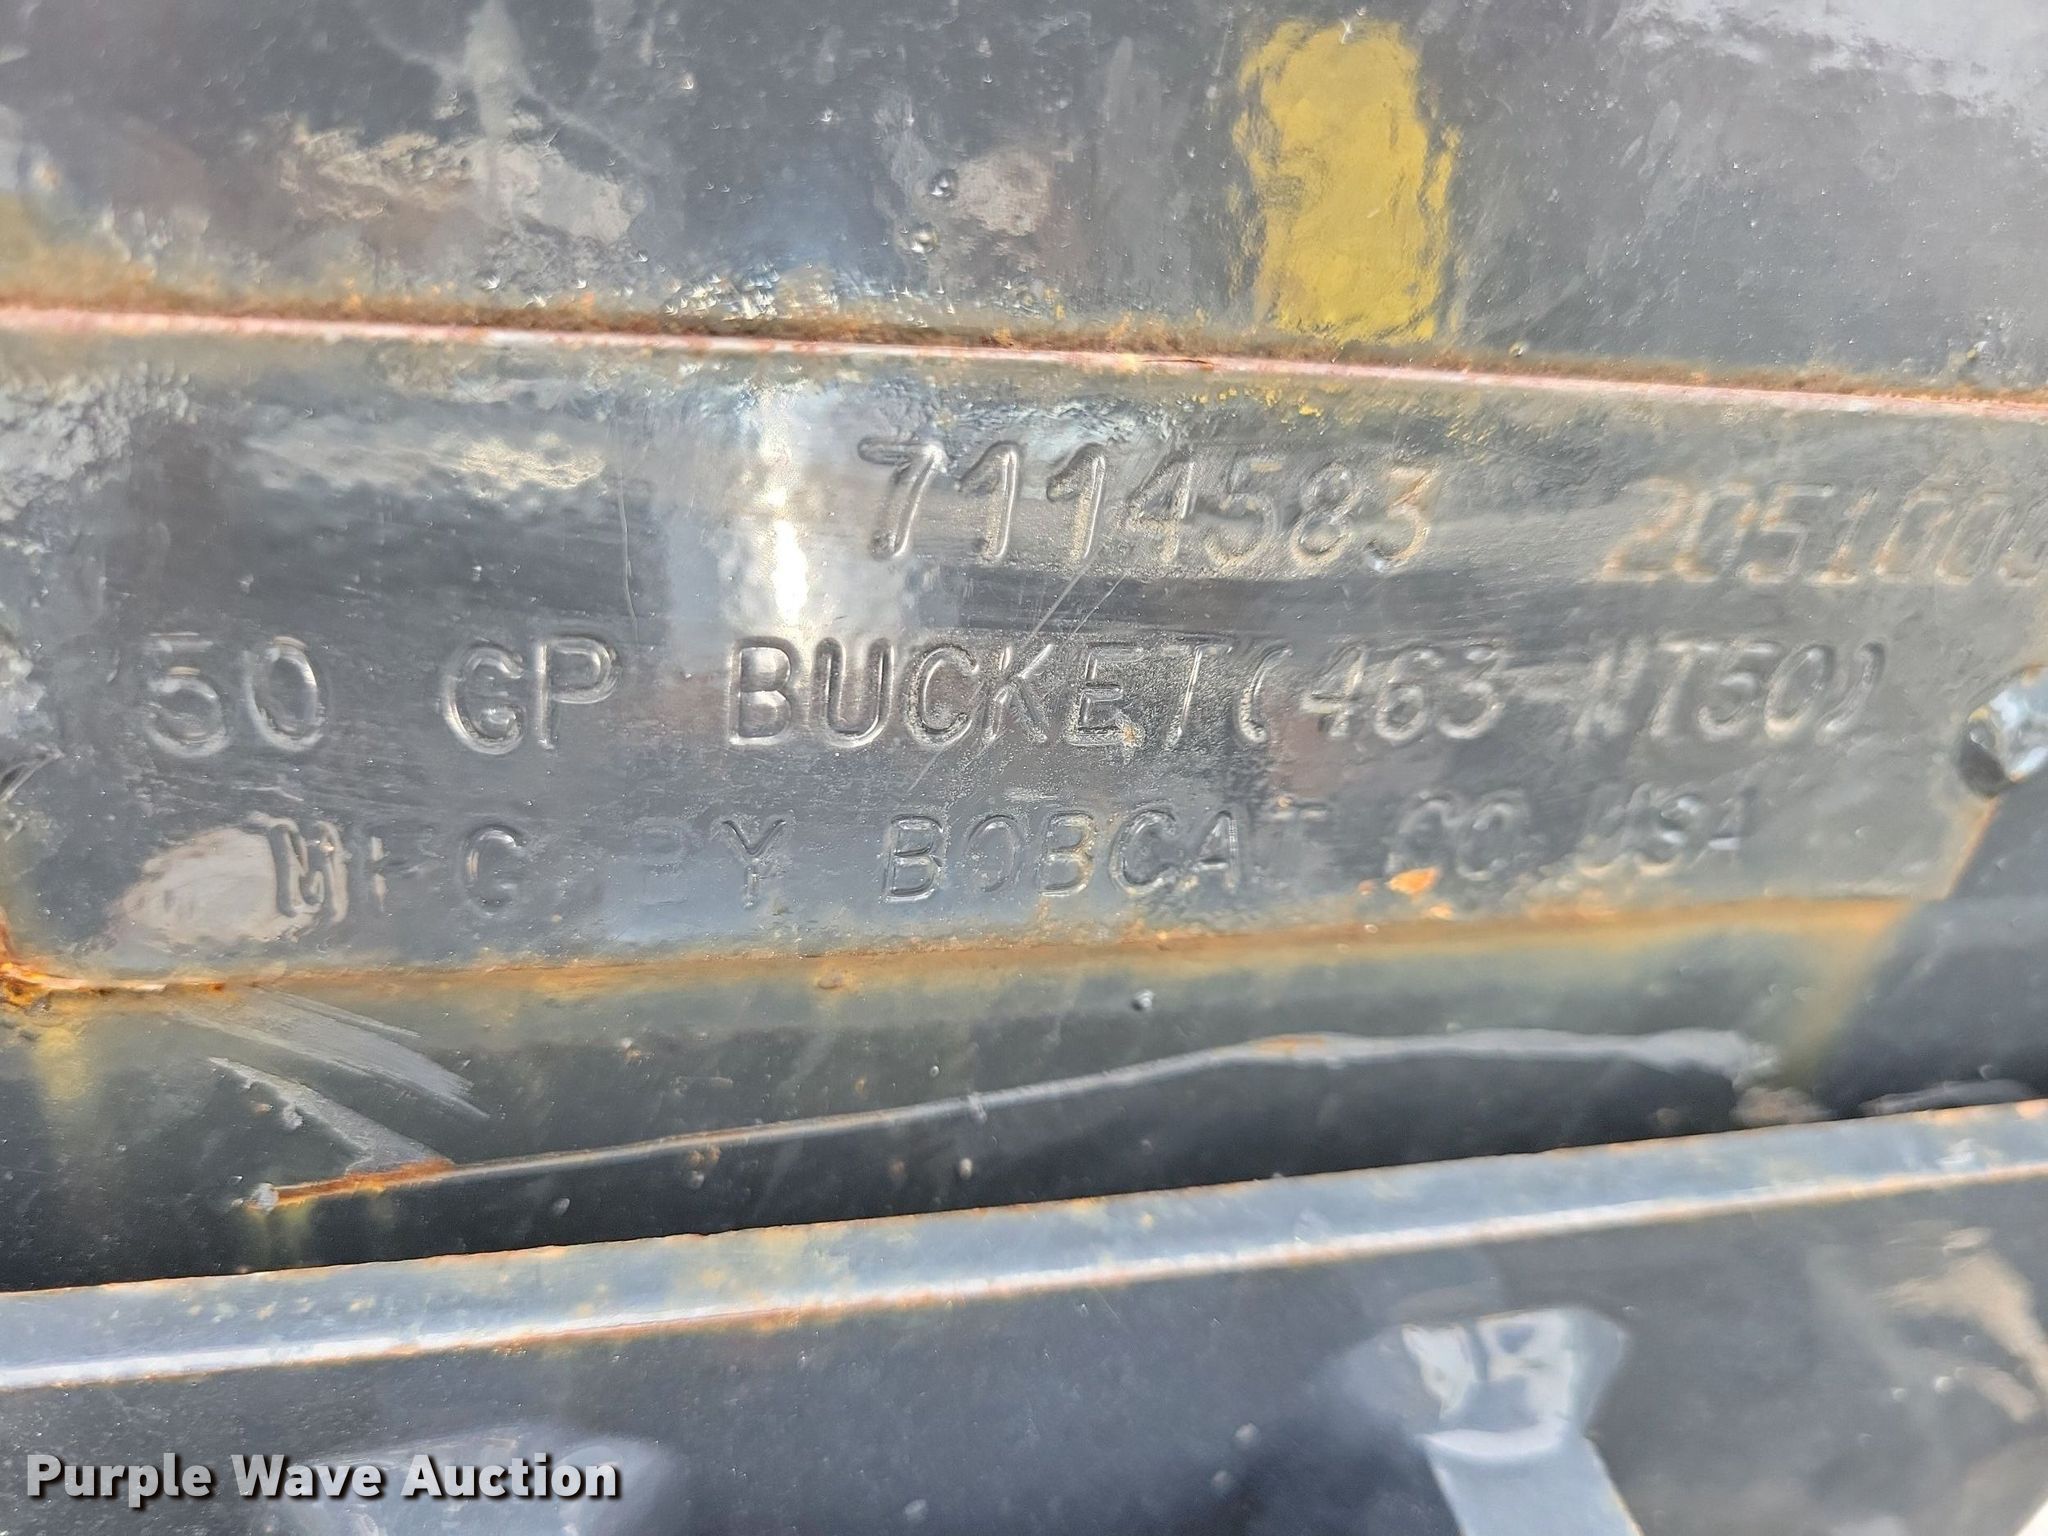 7114583 2051000
50 GP BUCKET(463-MT50)
MFG. BY BOBCAT CO. USA
Purple Wave Auction